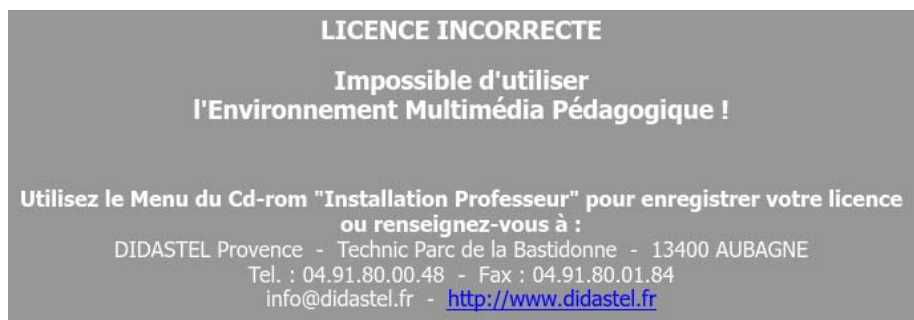 LICENCE INCORRECTE
Impossible d'utiliser
l'Environnement Multimédia Pédagogique !
Utilisez le Menu du Cd-rom "Installation Professeur" pour enregistrer votre licence
ou renseignez-vous à :
DIDASTEL Provence - Technic Parc de la Bastidonne - 13400 AUBAGNE
Tel. : 04.91.80.00.48 - Fax : 04.91.80.01.84
info@didastel.fr - http://www.didastel.fr